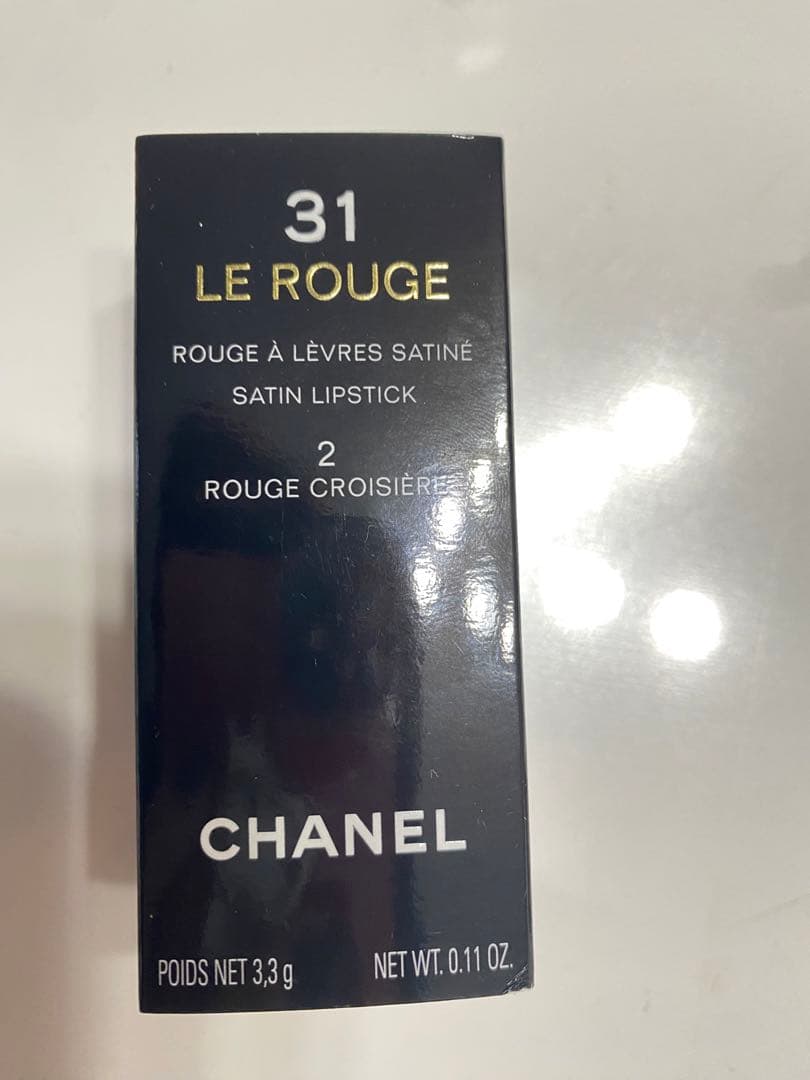 31
LE ROUGE
ROUGE À LÈVRES SATINÉ
SATIN LIPSTICK
2
ROUGE CROISIÈRE
CHANEL
POIDS NET 3,3 g NET WT. 0.11 OZ.